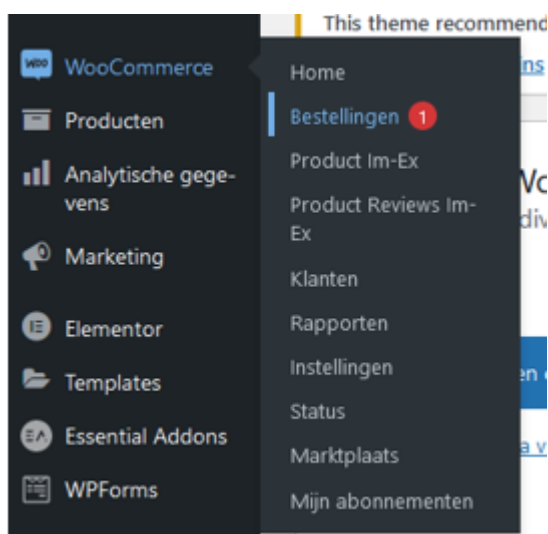 This theme recommend
WooCommerce
Producten
Analytische gege-
vens
Marketing
Elementor
Templates
Essential Addons
WPForms
Home
Bestellingen 1
Product Im-Ex
Product Reviews Im-
Ex
Klanten
Rapporten
Instellingen
Status
Marktplaats
Mijn abonnementen
ns